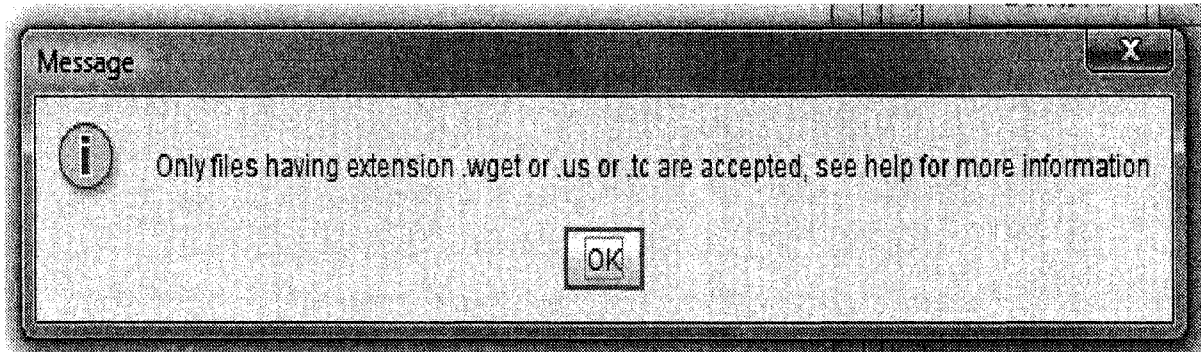 Message
X
i
Only files having extension .wget or .us or .tc are accepted, see help for more information
OK